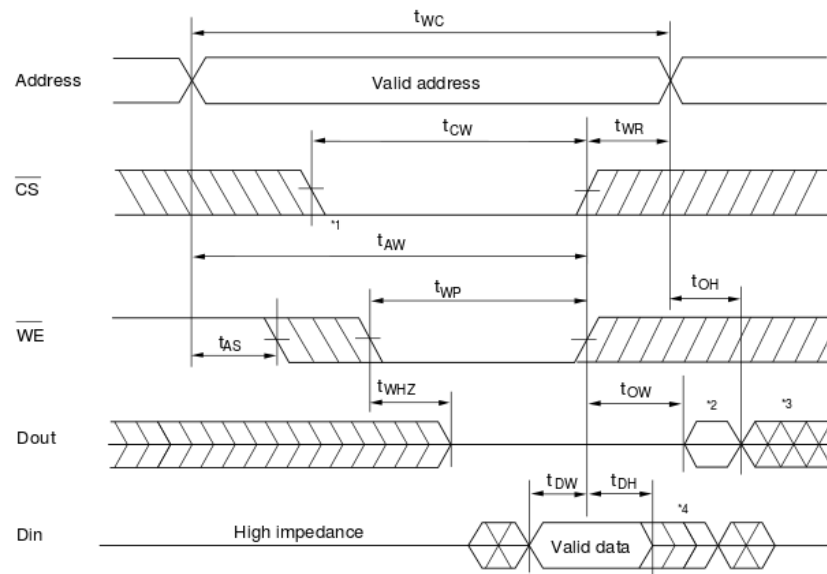 tWC
Address
Valid address
tCW
tWR
CS
*1
tAW
tWP
tOH
WE
tAS
tWHZ
tOW
*2
*3
Dout
tDW
tDH
*4
Din
High impedance
Valid data